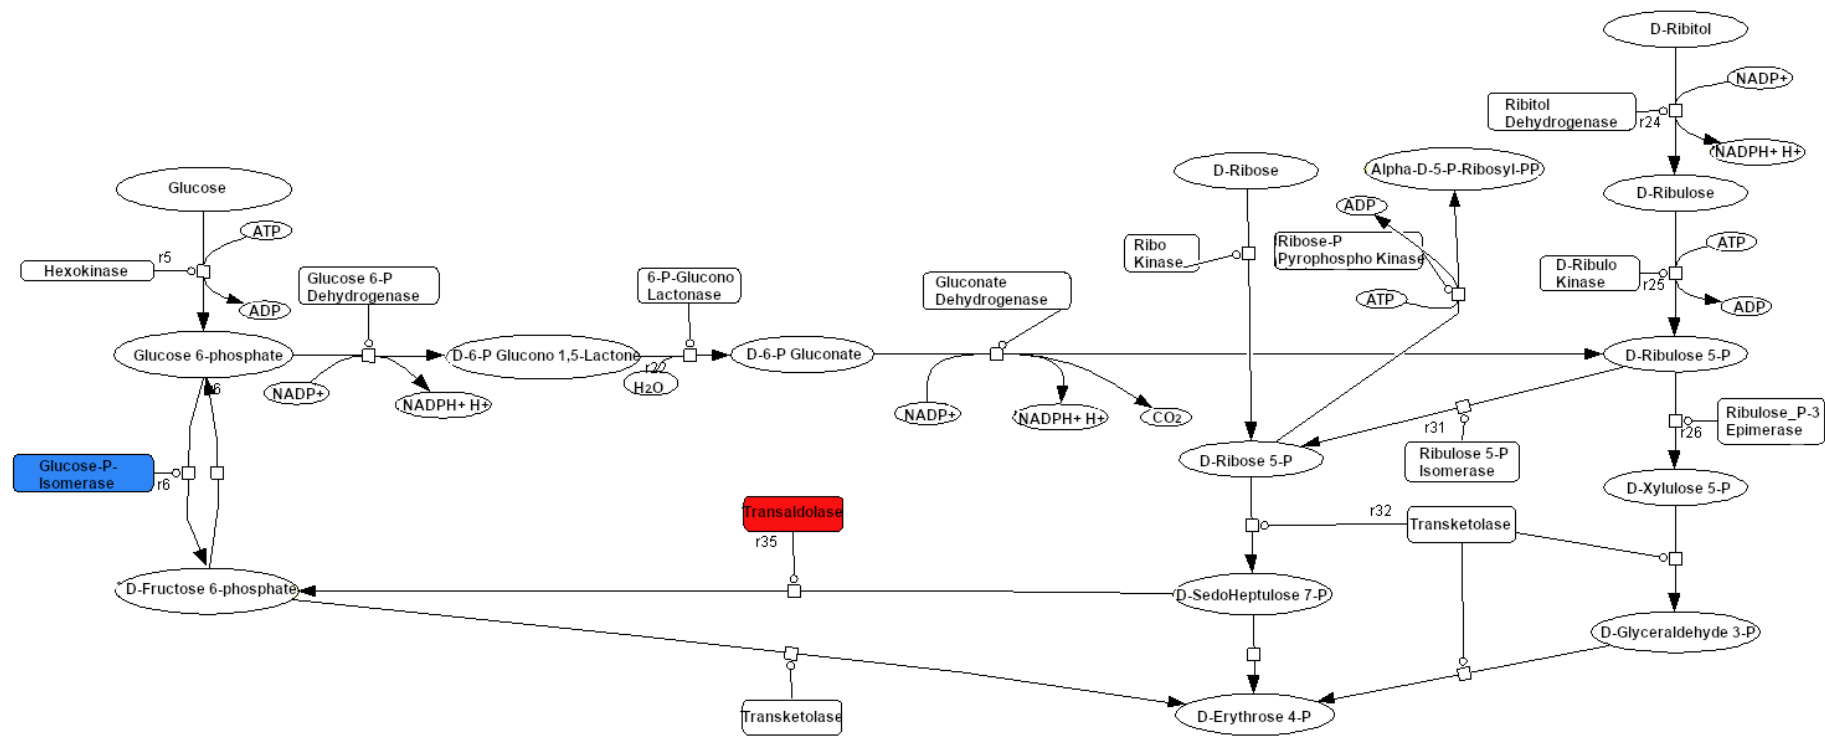 D-Ribitol
NADP+
Ribitol
Dehydrogenase
r24
NADPH+ H+
D-Ribose
Alpha-D-5-P-Ribosyl-PP
Glucose
D-Ribulose
ADP
ATP
Ribo
Kinase
Ribose-P
Pyrophospho Kinase
ATP
r5
Hexokinase
D-Ribulo
Kinase
r25
Glucose 6-P
Dehydrogenase
6-P-Glucono
Lactonase
Gluconate
Dehydrogenase
ATP
ADP
ADP
Glucose 6-phosphate
D-6-P Glucono 1,5-Lactone
r27
H2O
D-6-P Gluconate
D-Ribulose 5-P
r6
NADP+
NADPH+ H+
NADP+
NADPH+ H+
CO2
r31
r26
Ribulose_P-3
Epimerase
Glucose-P-
Isomerase
r6
D-Ribose 5-P
Ribulose 5-P
Isomerase
D-Xylulose 5-P
Transaldolase
r35
r32
Transketolase
D-Fructose 6-phosphate
D-SedoHeptulose 7-P
D-Glyceraldehyde 3-P
Transketolase
D-Erythrose 4-P